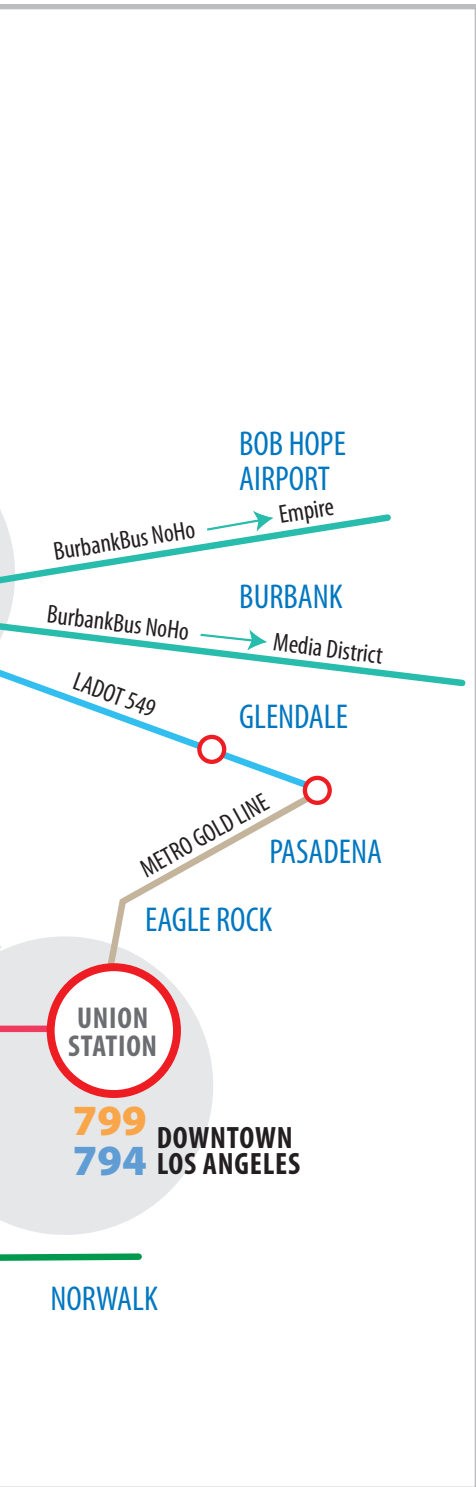 BOB HOPE
AIRPORT
BurbankBus NoHo → Empire
BURBANK
BurbankBus NoHo → Media District
LADOT 549
GLENDALE
METRO GOLD LINE
PASADENA
EAGLE ROCK
UNION
STATION
799
794
DOWNTOWN
LOS ANGELES
NORWALK